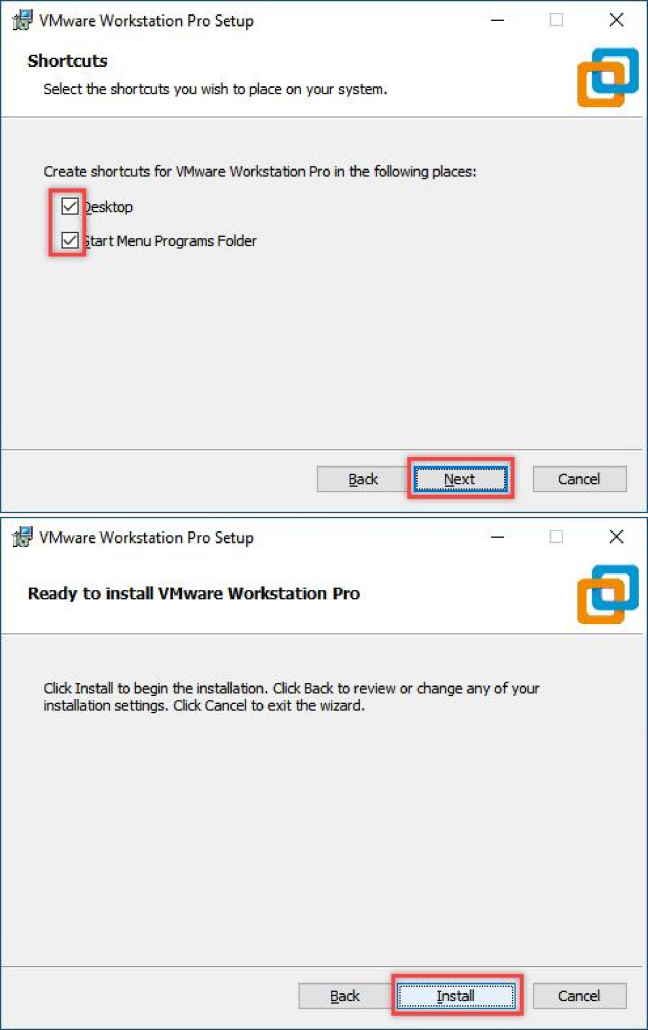 VMware Workstation Pro Setup
Shortcuts
Select the shortcuts you wish to place on your system.
Create shortcuts for VMware Workstation Pro in the following places:
Desktop
Start Menu Programs Folder
Back Next Cancel
VMware Workstation Pro Setup
Ready to install VMware Workstation Pro
Click Install to begin the installation. Click Back to review or change any of your
installation settings. Click Cancel to exit the wizard.
Back Install Cancel